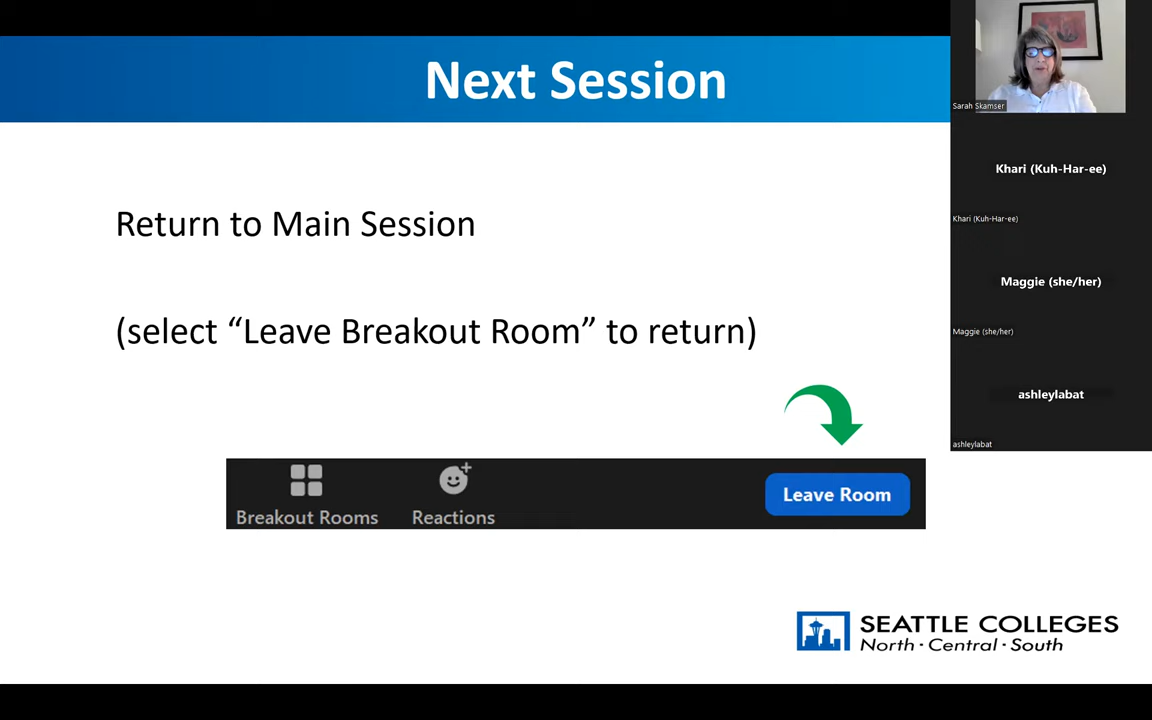 Next Session
Return to Main Session
(select “Leave Breakout Room” to return)
Breakout Rooms
Reactions
Leave Room
SEATTLE COLLEGES
North · Central · South
Sarah Skamser
Khari (Kuh-Har-ee)
Khari (Kuh-Har-ee)
Maggie (she/her)
Maggie (she/her)
ashleylabat
ashleylabat